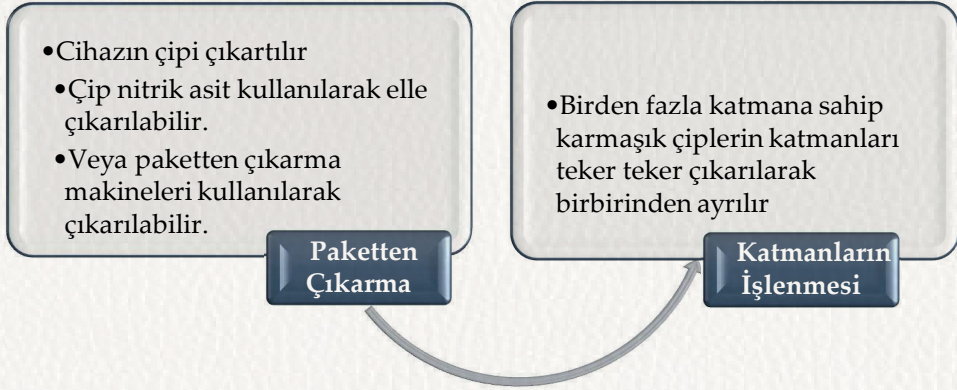 •Cihazın çipi çıkartılır
•Çip nitrik asit kullanılarak elle
çıkarılabilir.
•Veya paketten çıkarma
makineleri kullanılarak
çıkarılabilir.
Paketten
Çıkarma
•Birden fazla katmana sahip
karmaşık çiplerin katmanları
teker teker çıkarılarak
birbirinden ayrılır
Katmanların
İşlenmesi